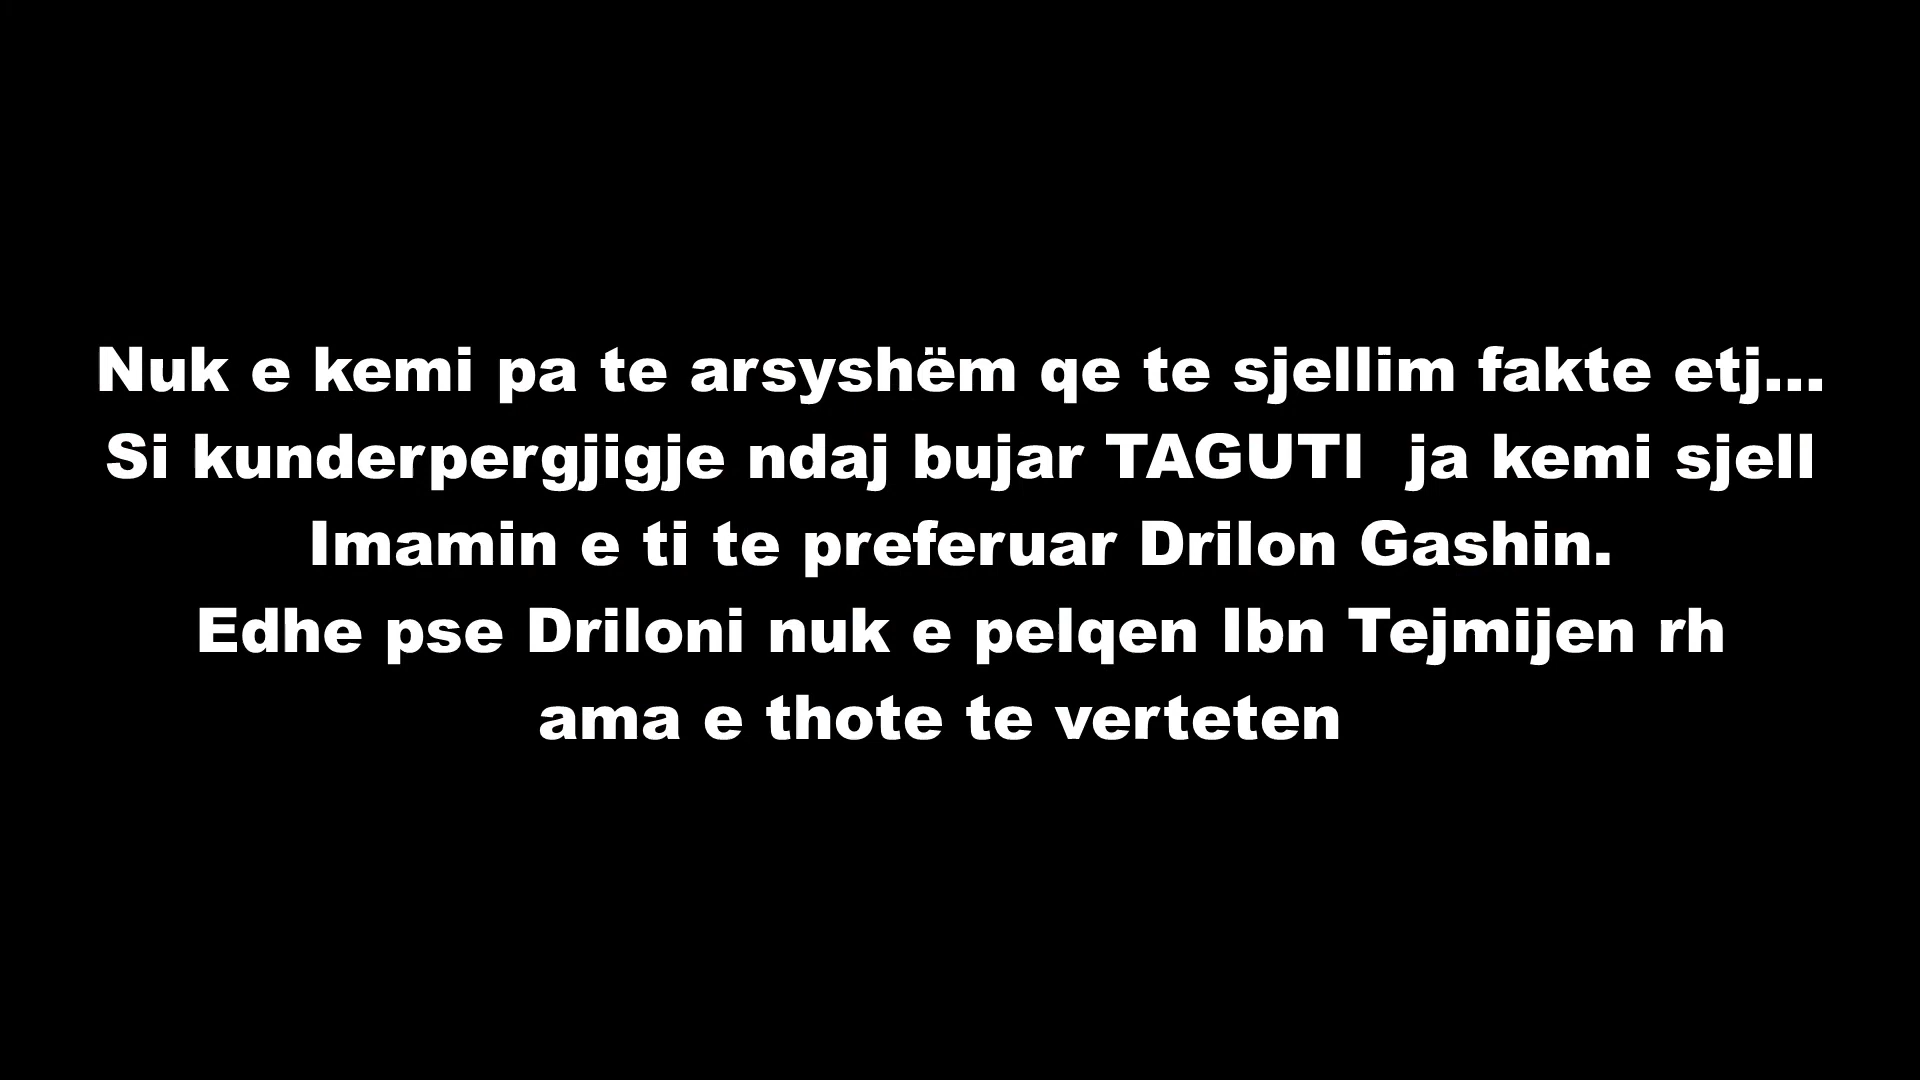 Nuk e kemi pa te arsyshëm qe te sjellim fakte etj...
Si kunderpergjigje ndaj bujar TAGUTI  ja kemi sjell
Imamin e ti te preferuar Drilon Gashin.
Edhe pse Driloni nuk e pelqen Ibn Tejmijen rh
ama e thote te verteten